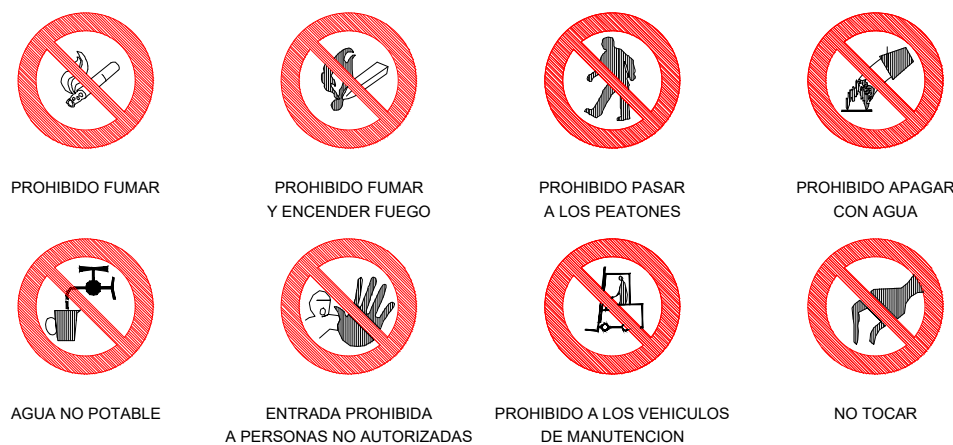 PROHIBIDO FUMAR
PROHIBIDO FUMAR
Y ENCENDER FUEGO
PROHIBIDO PASAR
A LOS PEATONES
PROHIBIDO APAGAR
CON AGUA
AGUA NO POTABLE
ENTRADA PROHIBIDA
A PERSONAS NO AUTORIZADAS
PROHIBIDO A LOS VEHICULOS
DE MANUTENCION
NO TOCAR